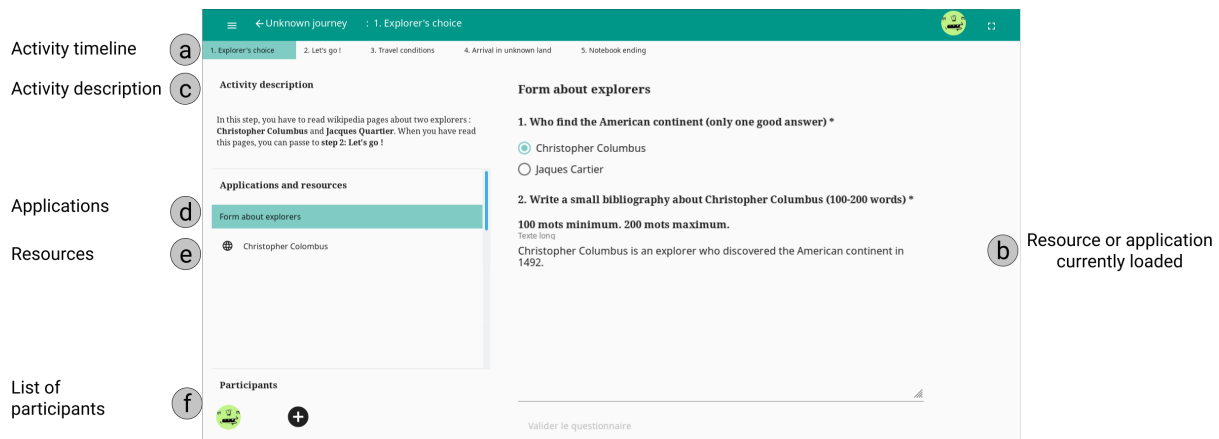 Unknown journey : 1. Explorer's choice
Activity timeline
a
1. Explorer's choice
2. Let's go !
3. Travel conditions
4. Arrival in unknown land
5. Notebook ending
Activity description
c
Activity description
In this step, you have to read wikipedia pages about two explorers :
Christopher Columbus and Jacques Quartier. When you have read
this pages, you can passe to step 2: Let's go !
Applications and resources
Applications
d
Form about explorers
Resources
e
Christopher Colombus
List of
participants
f
Participants
Form about explorers
1. Who find the American continent (only one good answer) *
Christopher Columbus
Jaques Cartier
2. Write a small bibliography about Christopher Columbus (100-200 words) *
100 mots minimum. 200 mots maximum.
Texte long
Christopher Columbus is an explorer who discovered the American continent in
1492.
Valider le questionnaire
b
Resource or application
currently loaded